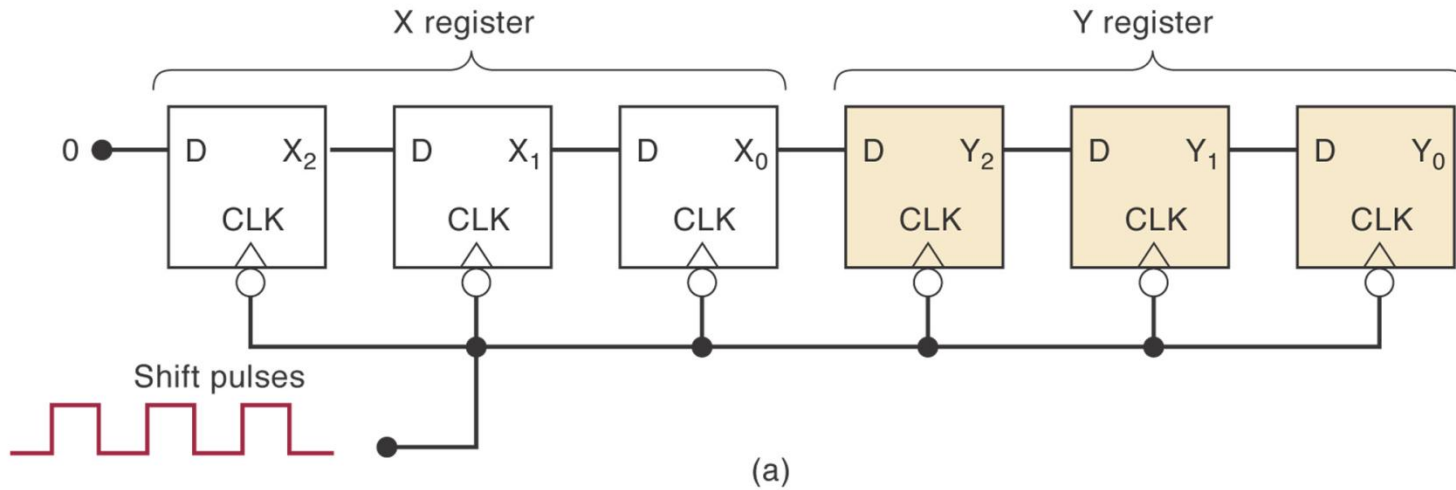 X register Y register
0 D X₂ D X₁ D X₀ D Y₂ D Y₁ D Y₀
CLK CLK CLK CLK CLK CLK
Shift pulses
(a)